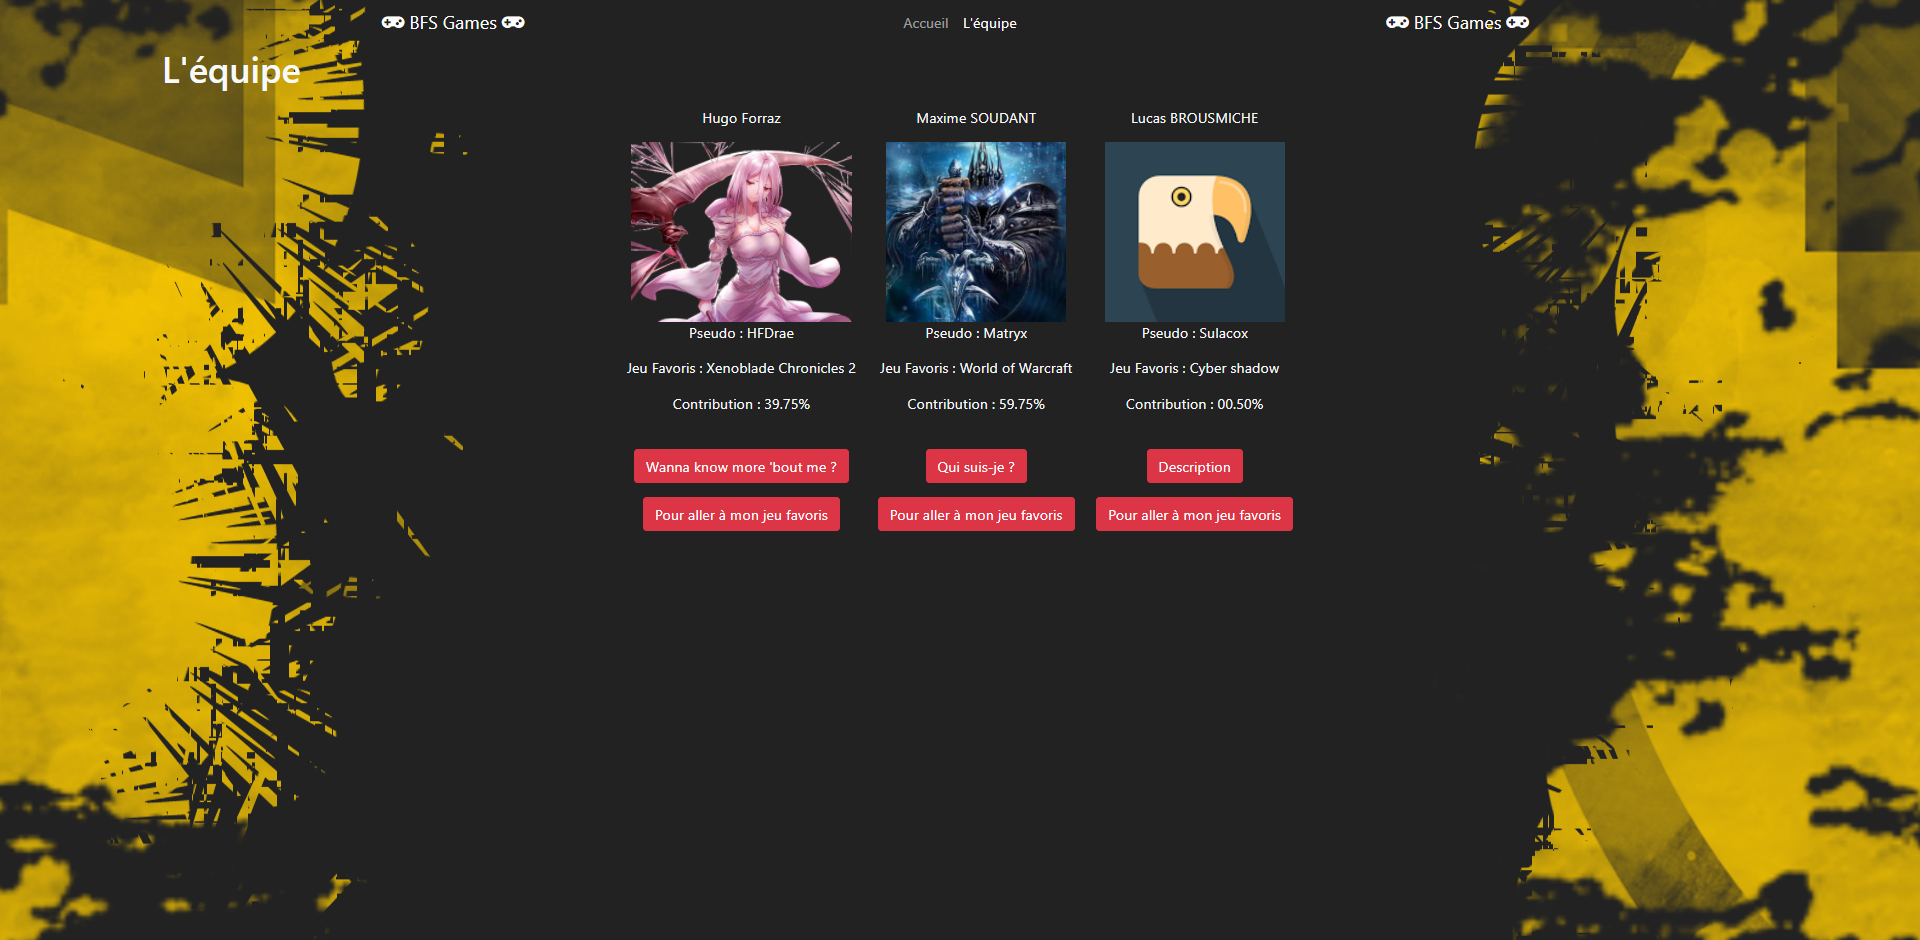 BFS Games
Accueil L'équipe
BFS Games
L'équipe
Hugo Forraz
Maxime SOUDANT
Lucas BROUSMICHE
Pseudo : HFDrae
Pseudo : Matryx
Pseudo : Sulacox
Jeu Favoris : Xenoblade Chronicles 2
Jeu Favoris : World of Warcraft
Jeu Favoris : Cyber shadow
Contribution : 39.75%
Contribution : 59.75%
Contribution : 00.50%
Wanna know more 'bout me ?
Qui suis-je ?
Description
Pour aller à mon jeu favoris
Pour aller à mon jeu favoris
Pour aller à mon jeu favoris